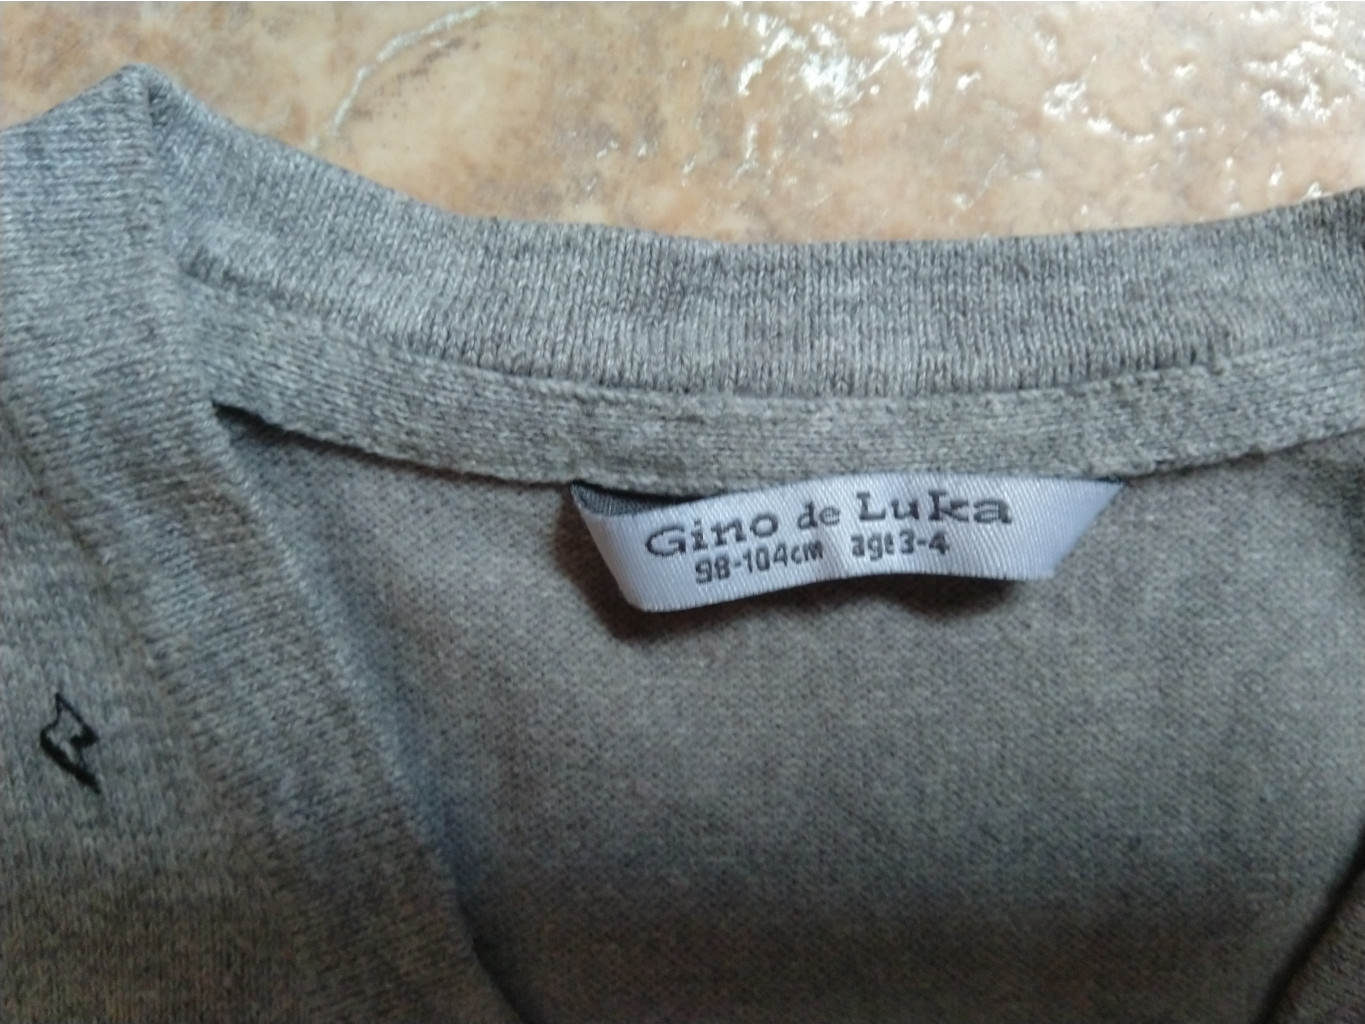 Gino de Luka
98-104cm age 3-4